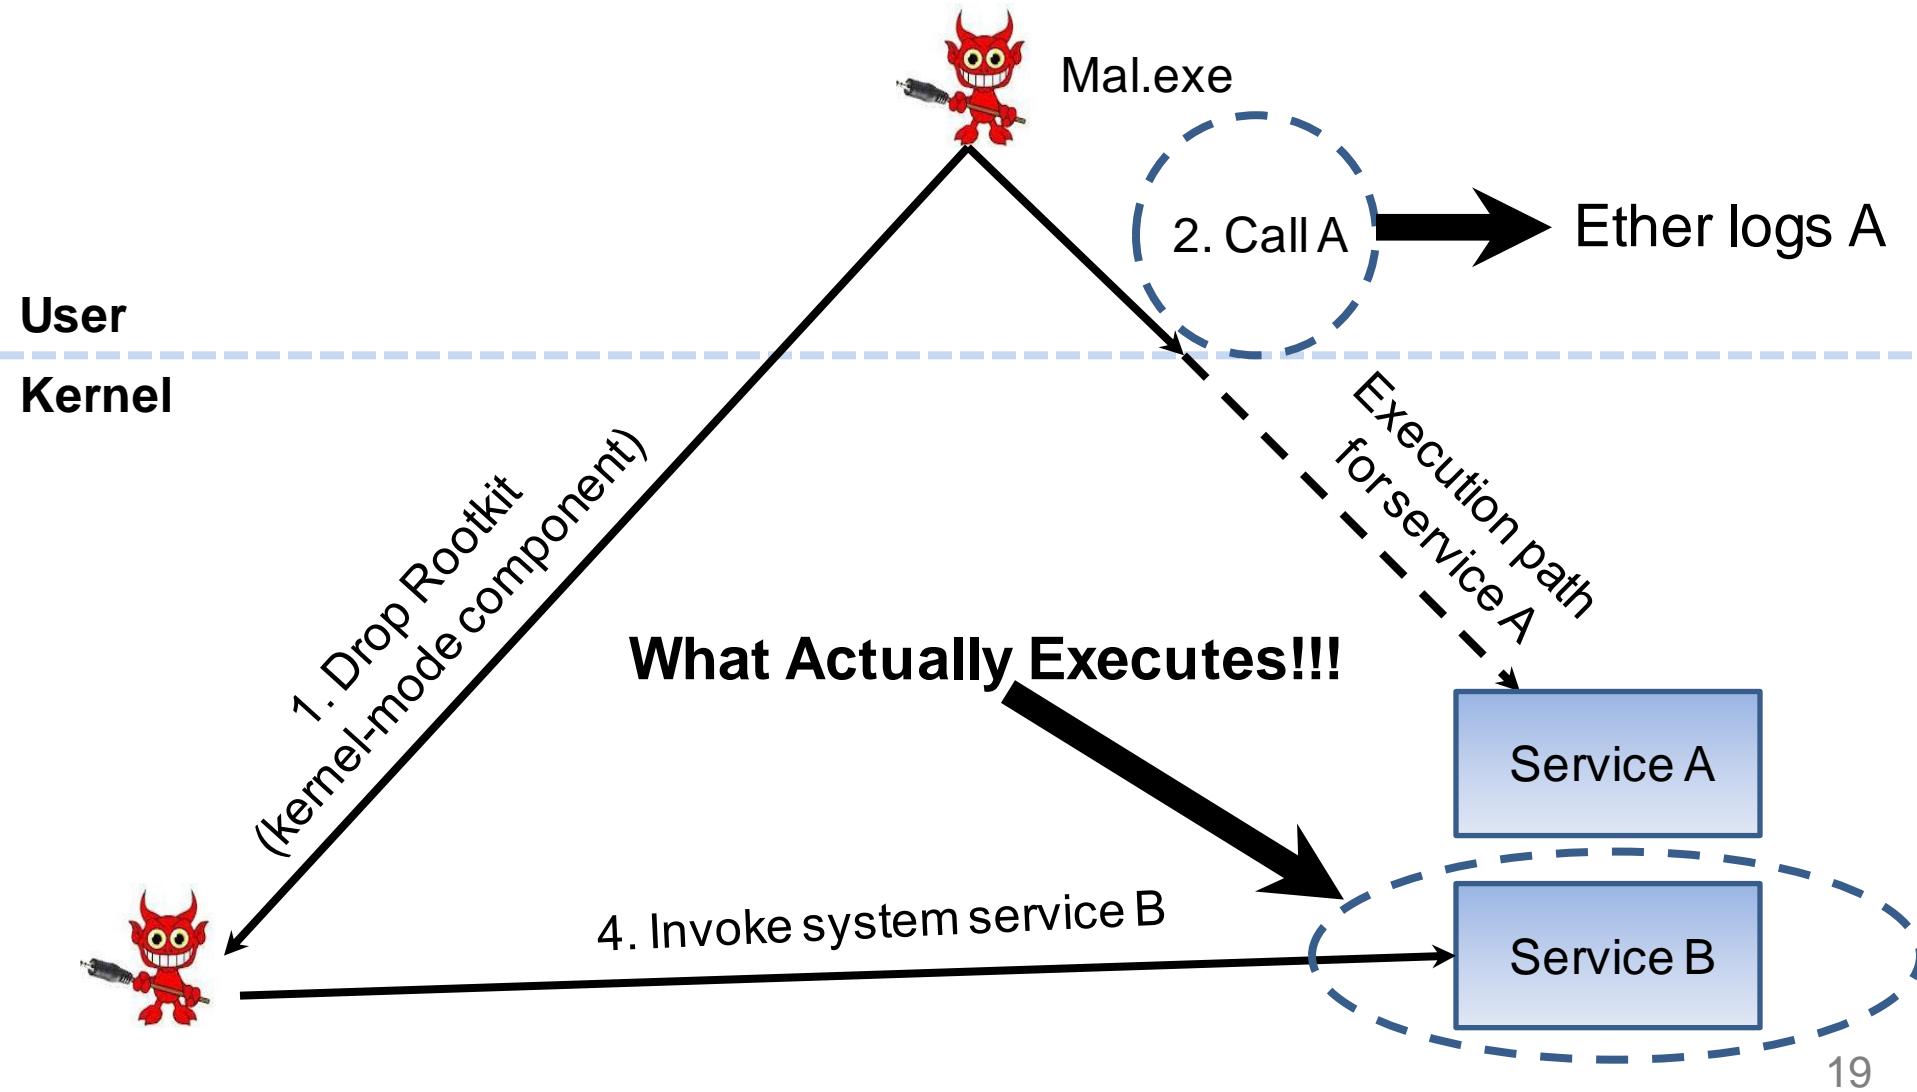 Mal.exe
2. Call A
Ether logs A
User
Kernel
Execution path
for service A
1. Drop Rootkit
(kernel-mode component)
What Actually Executes!!!
Service A
4. Invoke system service B
Service B
19